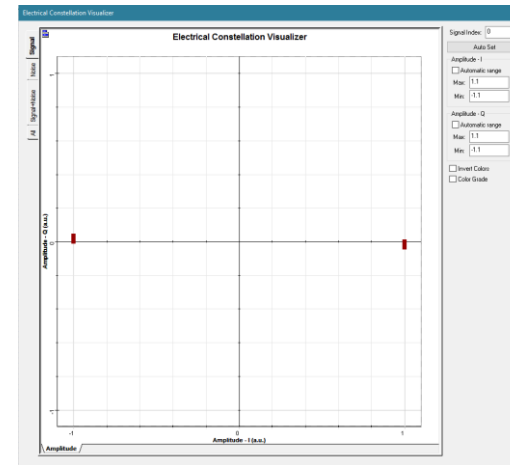 Electrical Constellation Visualizer
Electrical Constellation Visualizer
Signal
Noise
Signal+Noise
All
Amplitude - Q (a.u.)
1
0
-1
-1
0
1
Amplitude - I (a.u.)
Amplitude
Signal Index: 0
Auto Set
Amplitude - I
Automatic range
Max: 1.1
Min: -1.1
Amplitude - Q
Automatic range
Max: 1.1
Min: -1.1
Invert Colors
Color Grade